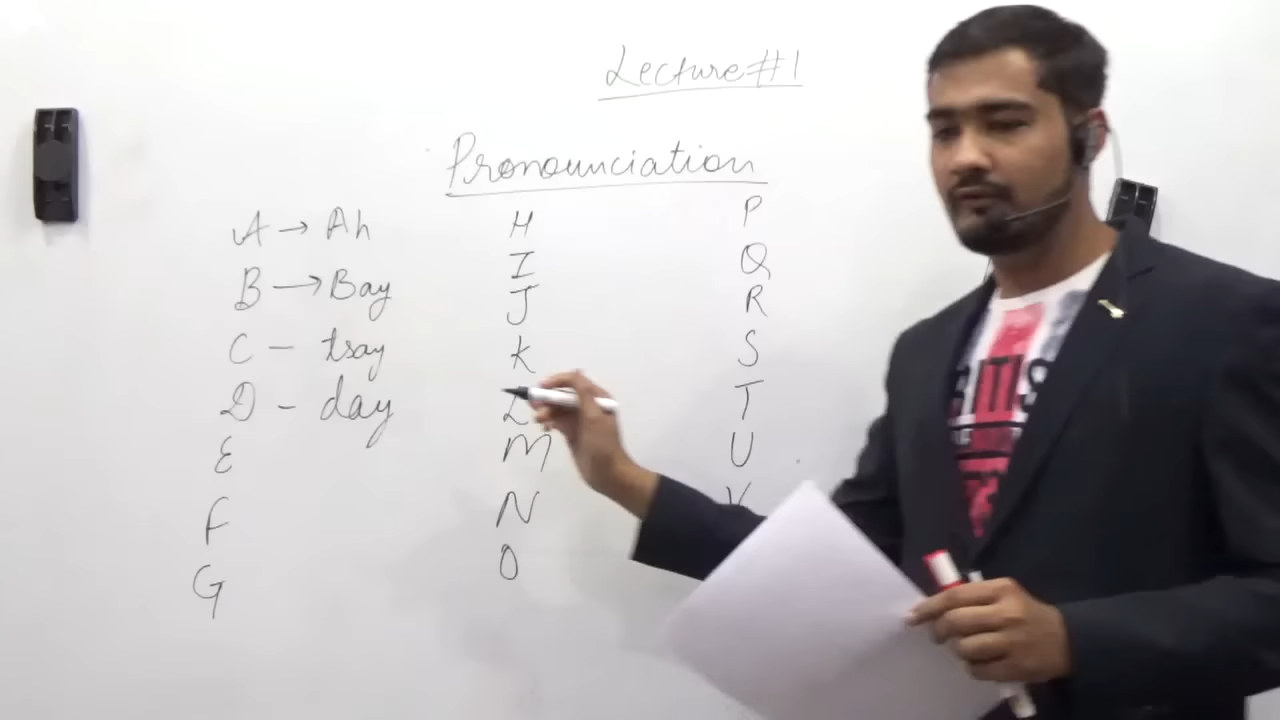 Lecture #1
Pronounciation
A → Ah
B → Bay
C - tsay
D - day
E
F
G
H
I
J
K
L
M
N
O
P
Q
R
S
T
U
V